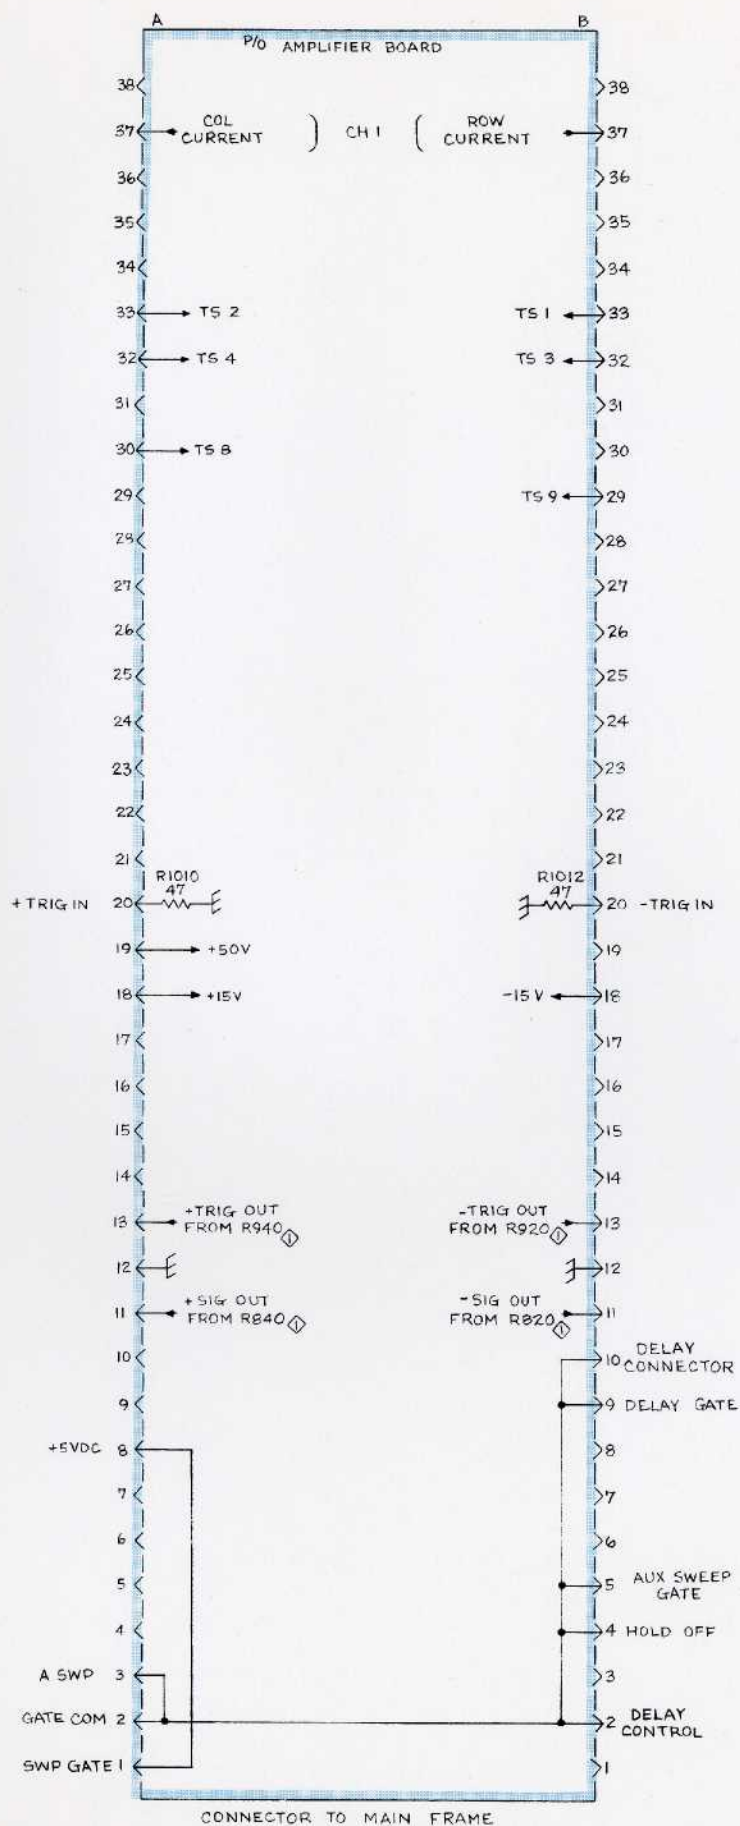 A B
P/O AMPLIFIER BOARD
38 38
37 COL CURRENT ) CH 1 ( ROW CURRENT 37
36 36
35 35
34 34
33 TS 2 TS 1 33
32 TS 4 TS 3 32
31 31
30 TS 8 30
29 TS 9 29
28 28
27 27
26 26
25 25
24 24
23 23
22 22
21 21
R1010 R1012
47 47
+TRIG IN 20 20 -TRIG IN
19 +50V 19
18 +15V -15V 18
17 17
16 16
15 15
14 14
+TRIG OUT -TRIG OUT
13 FROM R940 1 FROM R920 1 13
12 12
+SIG OUT -SIG OUT
11 FROM R840 1 FROM R820 1 11
10 10 DELAY CONNECTOR
9 9 DELAY GATE
+5VDC 8 8
7 7
6 6
5 5 AUX SWEEP GATE
4 4 HOLD OFF
A SWP 3 3
GATE COM 2 2 DELAY CONTROL
SWP GATE 1 1
CONNECTOR TO MAIN FRAME